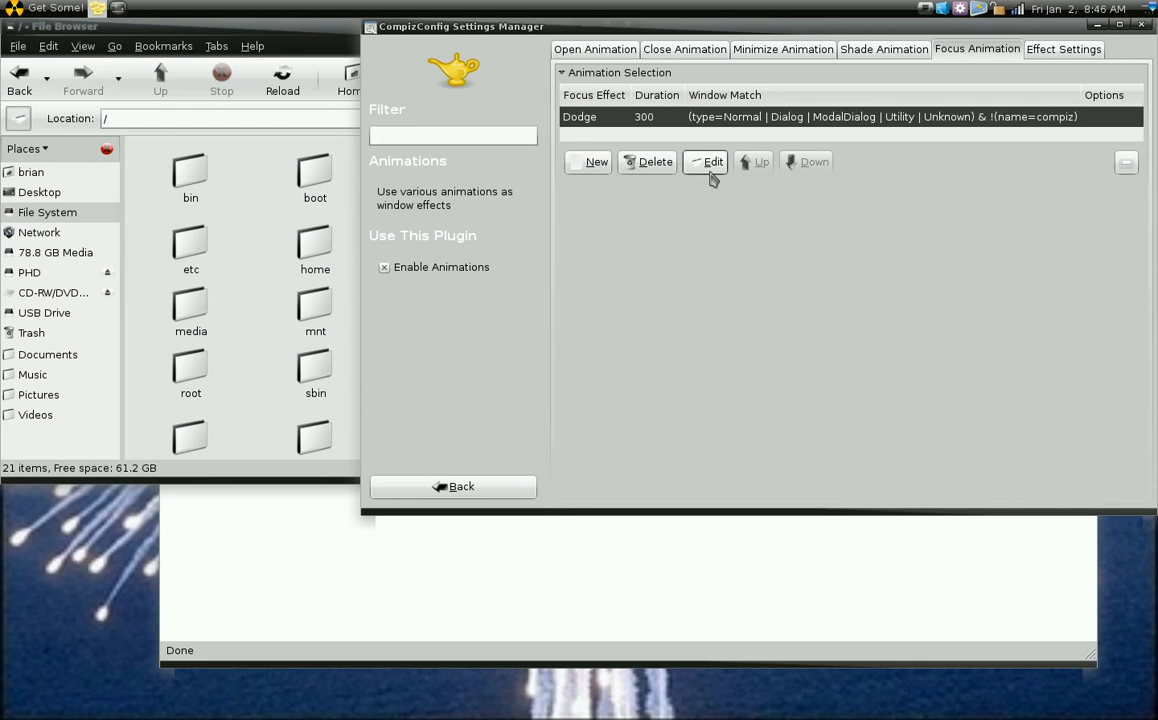 Get Some!
Fri Jan 2, 8:46 AM
/ - File Browser
File Edit View Go Bookmarks Tabs Help
Back Forward Up Stop Reload
Location: /
Places
brian
Desktop
File System
Network
78.8 GB Media
PHD
CD-RW/DVD...
USB Drive
Trash
Documents
Music
Pictures
Videos
bin boot
etc home
media mnt
root sbin
21 items, Free space: 61.2 GB
CompizConfig Settings Manager
Filter
Animations
Use various animations as
window effects
Use This Plugin
Enable Animations
Back
Open Animation Close Animation Minimize Animation Shade Animation Focus Animation Effect Settings
Animation Selection
Focus Effect Duration Window Match Options
Dodge 300 (type=Normal | Dialog | ModalDialog | Utility | Unknown) & !(name=compiz)
New Delete Edit Up Down
Done